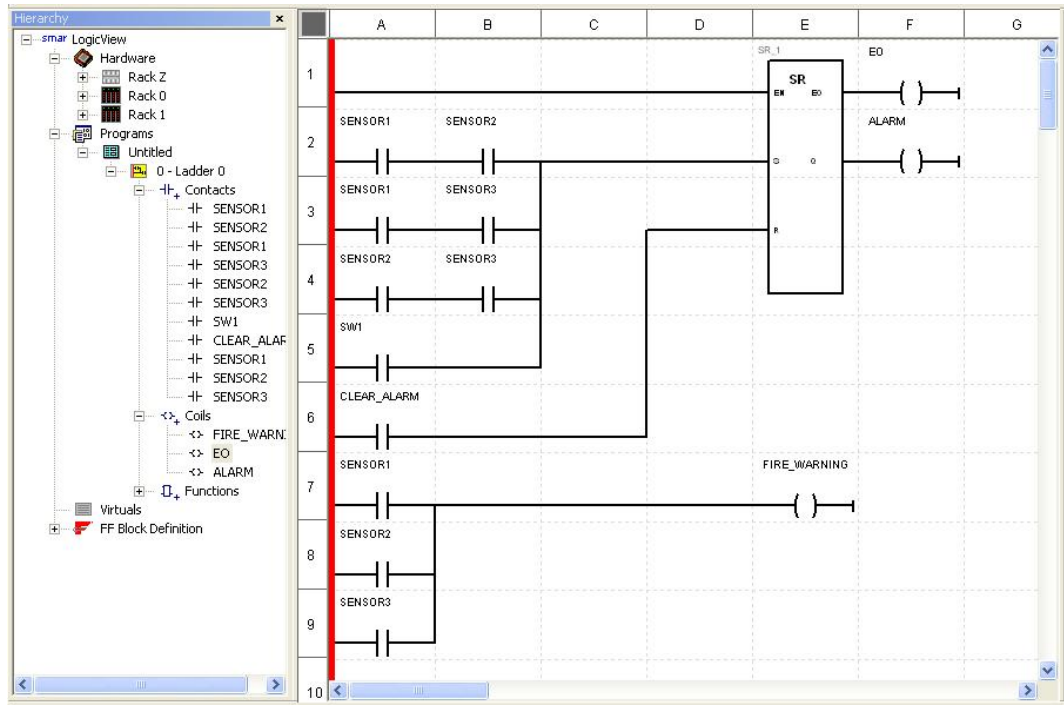 Hierarchy
smar LogicView
Hardware
Rack Z
Rack 0
Rack 1
Programs
Untitled
0 - Ladder 0
Contacts
SENSOR1
SENSOR2
SENSOR1
SENSOR3
SENSOR2
SENSOR3
SW1
CLEAR_ALAR
SENSOR1
SENSOR2
SENSOR3
Coils
FIRE_WARN
EO
ALARM
Functions
Virtuals
FF Block Definition
A B C D E F G
SR_1 EO
1
SR
EN EO
SENSOR1 SENSOR2 ALARM
2
S Q
SENSOR1 SENSOR3
3
R
SENSOR2 SENSOR3
4
SW1
5
CLEAR_ALARM
6
SENSOR1 FIRE_WARNING
7
SENSOR2
8
SENSOR3
9
10